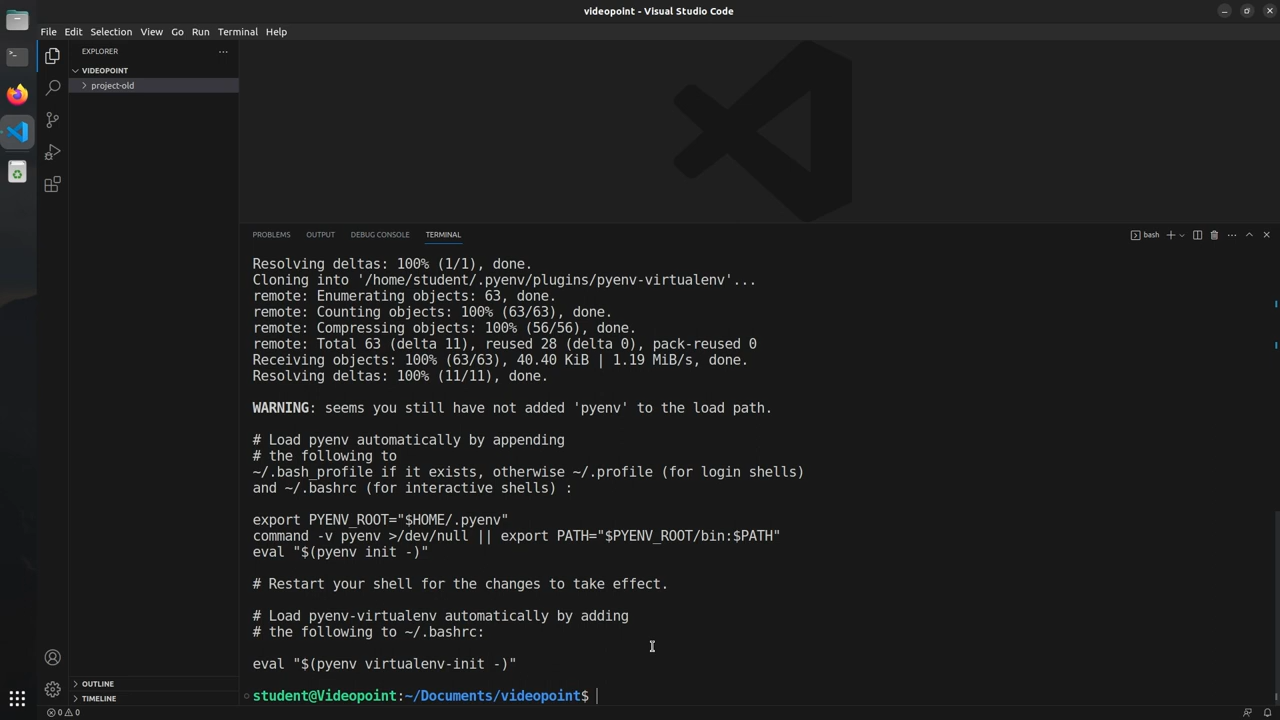 videopoint - Visual Studio Code
File Edit Selection View Go Run Terminal Help
EXPLORER
VIDEOPOINT
project-old
PROBLEMS OUTPUT DEBUG CONSOLE TERMINAL
bash
Resolving deltas: 100% (1/1), done.
Cloning into '/home/student/.pyenv/plugins/pyenv-virtualenv'...
remote: Enumerating objects: 63, done.
remote: Counting objects: 100% (63/63), done.
remote: Compressing objects: 100% (56/56), done.
remote: Total 63 (delta 11), reused 28 (delta 0), pack-reused 0
Receiving objects: 100% (63/63), 40.40 KiB | 1.19 MiB/s, done.
Resolving deltas: 100% (11/11), done.
WARNING: seems you still have not added 'pyenv' to the load path.
# Load pyenv automatically by appending
# the following to
~/.bash_profile if it exists, otherwise ~/.profile (for login shells)
and ~/.bashrc (for interactive shells) :
export PYENV_ROOT="$HOME/.pyenv"
command -v pyenv >/dev/null || export PATH="$PYENV_ROOT/bin:$PATH"
eval "$(pyenv init -)"
# Restart your shell for the changes to take effect.
# Load pyenv-virtualenv automatically by adding
# the following to ~/.bashrc:
eval "$(pyenv virtualenv-init -)"
student@Videopoint:~/Documents/videopoint$
OUTLINE
TIMELINE
0 0